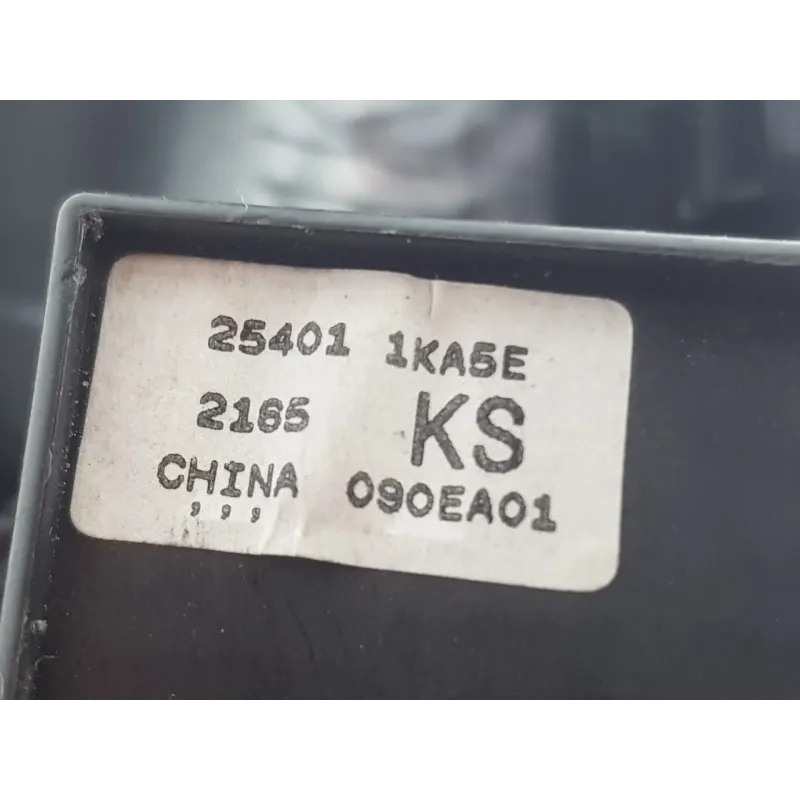 25401 1KA5E
2165 KS
CHINA 090EA01
, , ,